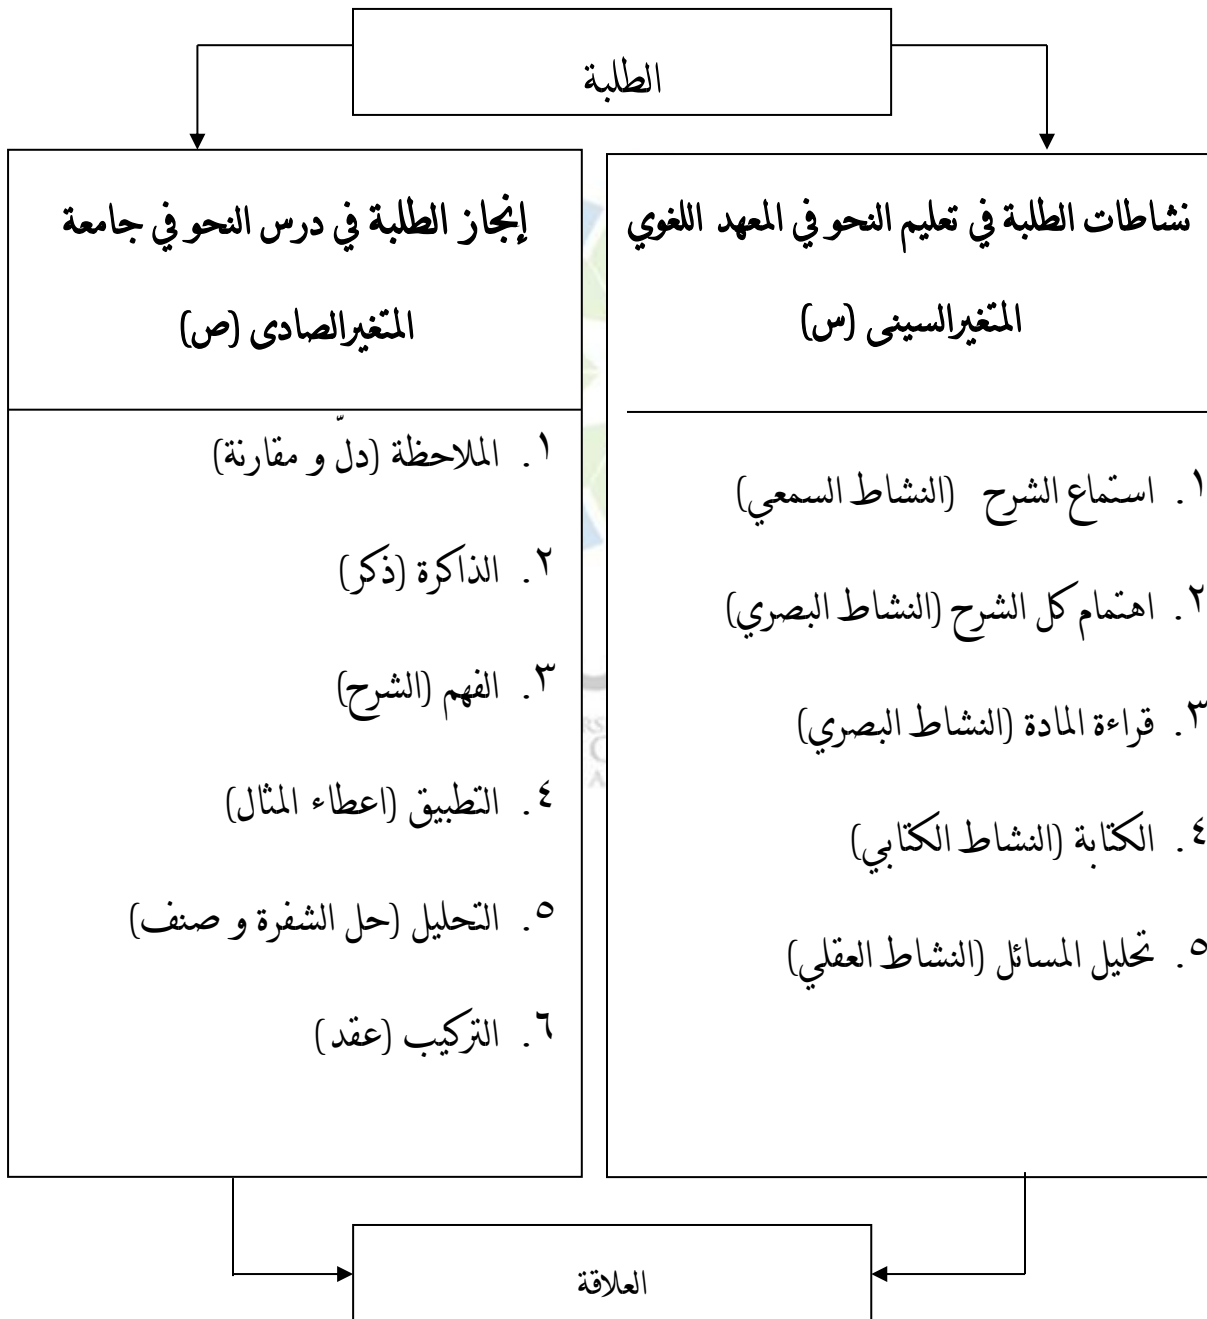 الطلبة
نشاطات الطلبة في تعليم النحو في المعهد اللغوي
المتغيرالسينى (س)
١. استماع الشرح (النشاط السمعي)
٢. اهتمام كل الشرح (النشاط البصري)
٣. قراءة المادة (النشاط البصري)
٤. الكتابة (النشاط الكتابي)
٥. تحليل المسائل (النشاط العقلي)
إنجاز الطلبة في درس النحو في جامعة
المتغيرالصادى (ص)
١. الملاحظة (دلّ و مقارنة)
٢. الذاكرة (ذكر)
٣. الفهم (الشرح)
٤. التطبيق (اعطاء المثال)
٥. التحليل (حل الشفرة و صنف)
٦. التركيب (عقد )
العلاقة